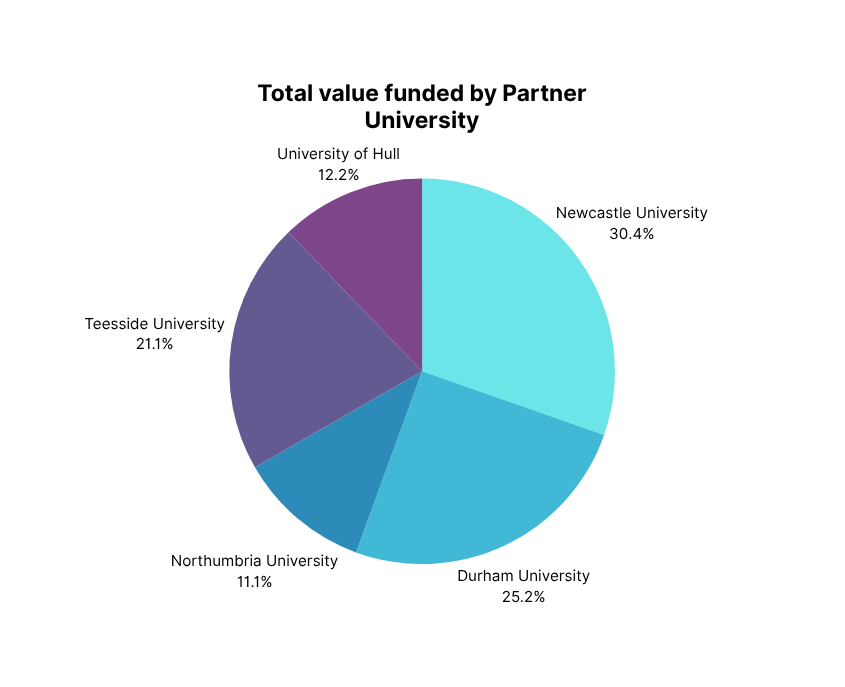 Total value funded by Partner
University
University of Hull
12.2%
Newcastle University
30.4%
Teesside University
21.1%
Northumbria University
11.1%
Durham University
25.2%